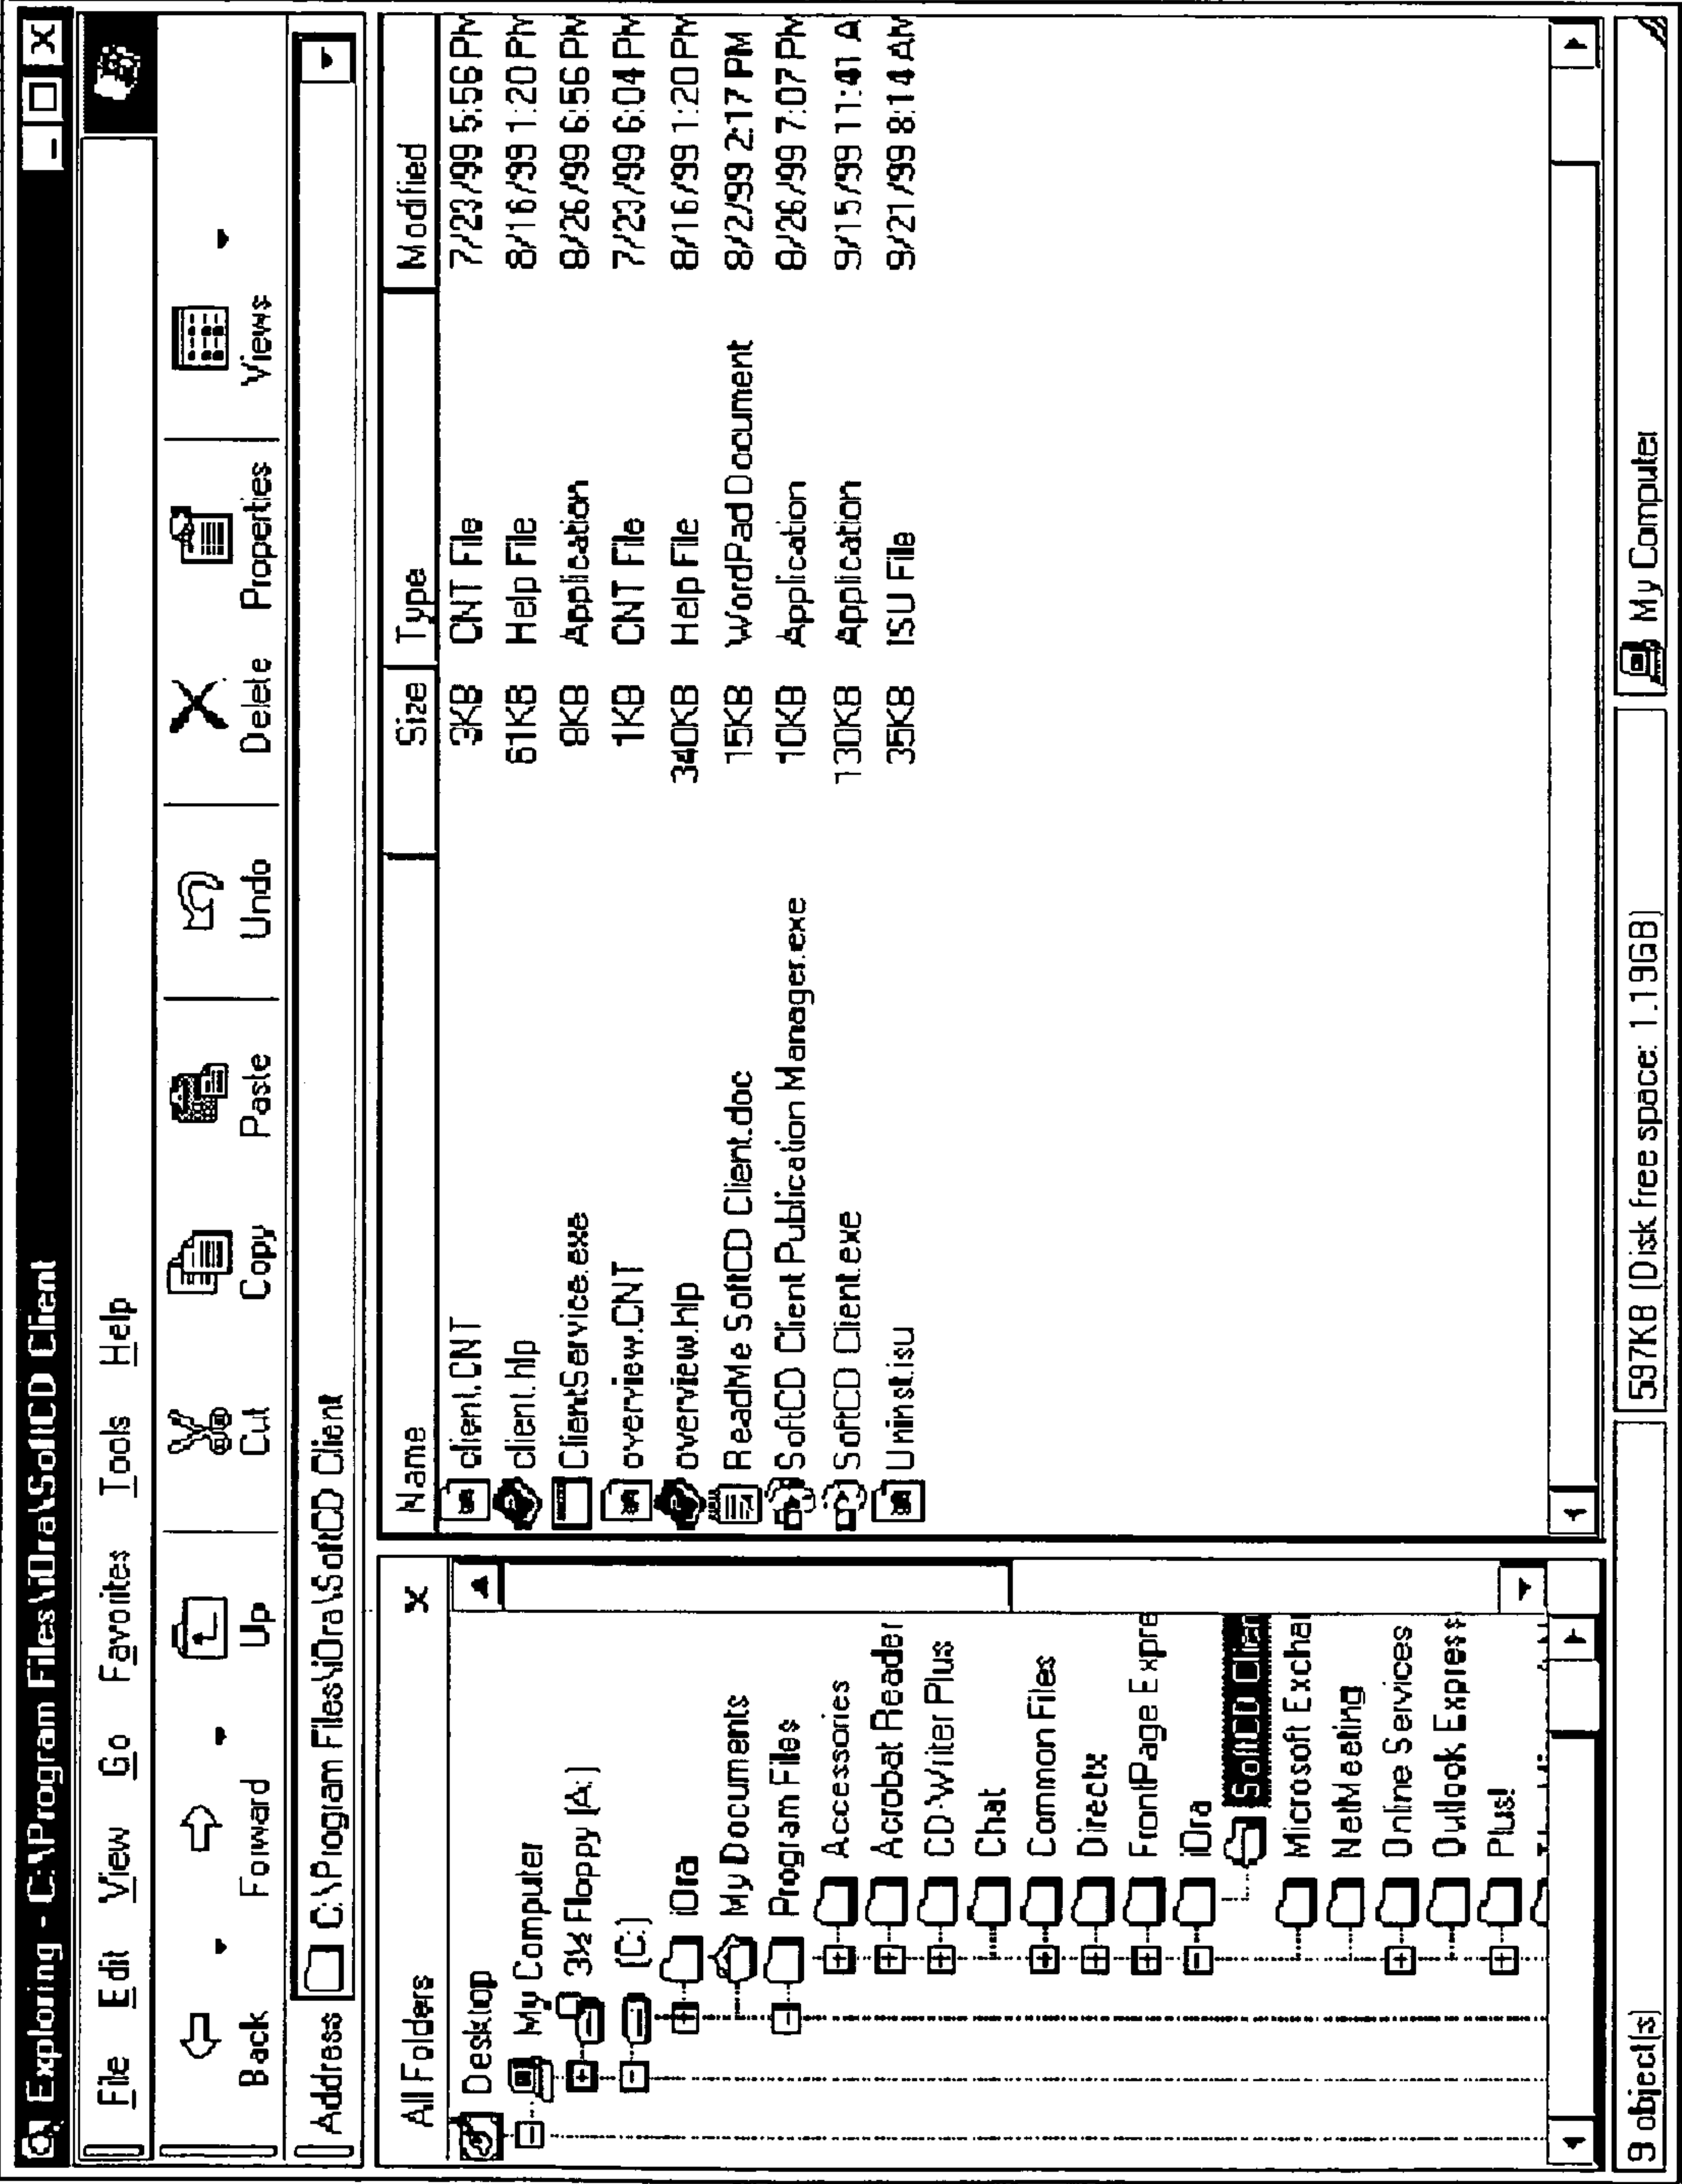 Exploring - C:\Program Files\iOra\SoftCD Client
File Edit View Go Favorites Tools Help
Back Forward Up Cut Copy Paste Undo Delete Properties Views
Address C:\Program Files\iOra\SoftCD Client
All Folders
Desktop
My Computer
3½ Floppy (A:)
(C:)
iOra
My Documents
Program Files
Accessories
Acrobat Reader
CD-Writer Plus
Chat
Common Files
Directx
FrontPage Expre
iOra
SoftCD Clien
Microsoft Exchai
NetMeeting
Online Services
Outlook Express
Plus!
Name Size Type Modified
client.CNT 3KB CNT File 7/23/99 5:56 PM
client.hlp 61KB Help File 8/16/99 1:20 PM
ClientService.exe 8KB Application 8/26/99 6:56 PM
overview.CNT 1KB CNT File 7/23/99 6:04 PM
overview.hlp 340KB Help File 8/16/99 1:20 PM
ReadMe SoftCD Client.doc 15KB WordPad Document 8/2/99 2:17 PM
SoftCD Client Publication Manager.exe 10KB Application 8/26/99 7:07 PM
SoftCD Client.exe 130KB Application 9/15/99 11:41 A
Uninst.isu 35KB ISU File 9/21/99 8:14 AM
9 object(s) 597KB (Disk free space: 1.19GB) My Computer